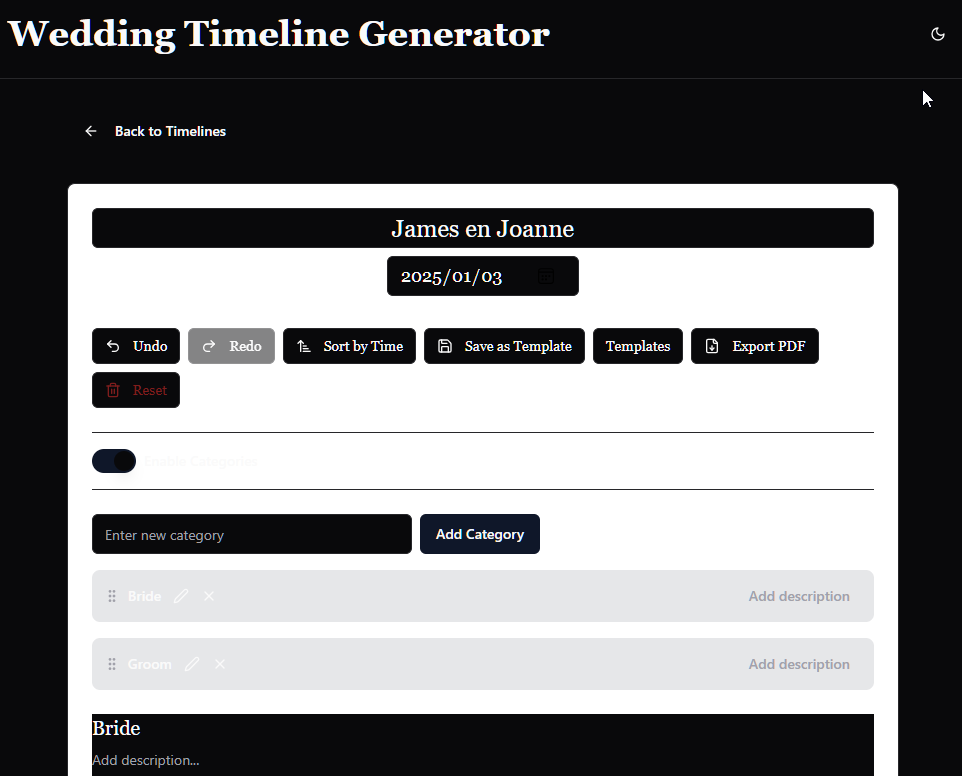 Wedding Timeline Generator
Back to Timelines
James en Joanne
2025/01/03
Undo
Redo
Sort by Time
Save as Template
Templates
Export PDF
Reset
Enable Categories
Enter new category
Add Category
Bride
Add description
Groom
Add description
Bride
Add description...